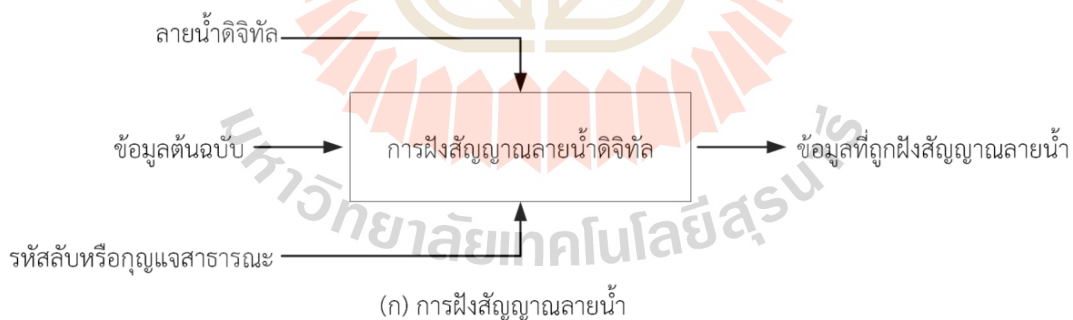 ลายน้ำดิจิทัล
ข้อมูลต้นฉบับ
การฝังสัญญาณลายน้ำดิจิทัล
ข้อมูลที่ถูกฝังสัญญาณลายน้ำ
มหาวิทยาลัยเทคโนโลยีสุรนารี
รหัสลับหรือกุญแจสาธารณะ
(ก) การฝังสัญญาณลายน้ำ